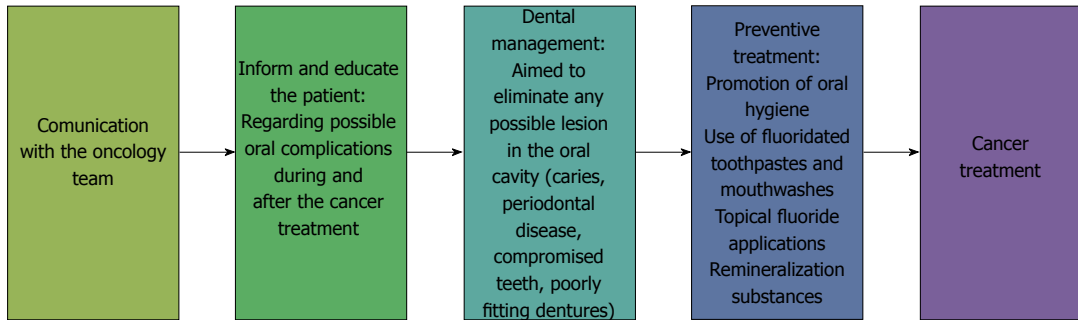 Comunication
with the oncology
team
Inform and educate
the patient:
Regarding possible
oral complications
during and
after the cancer
treatment
Dental
management:
Aimed to
eliminate any
possible lesion
in the oral
cavity (caries,
periodontal
disease,
compromised
teeth, poorly
fitting dentures)
Preventive
treatment:
Promotion of oral
hygiene
Use of fluoridated
toothpastes and
mouthwashes
Topical fluoride
applications
Remineralization
substances
Cancer
treatment